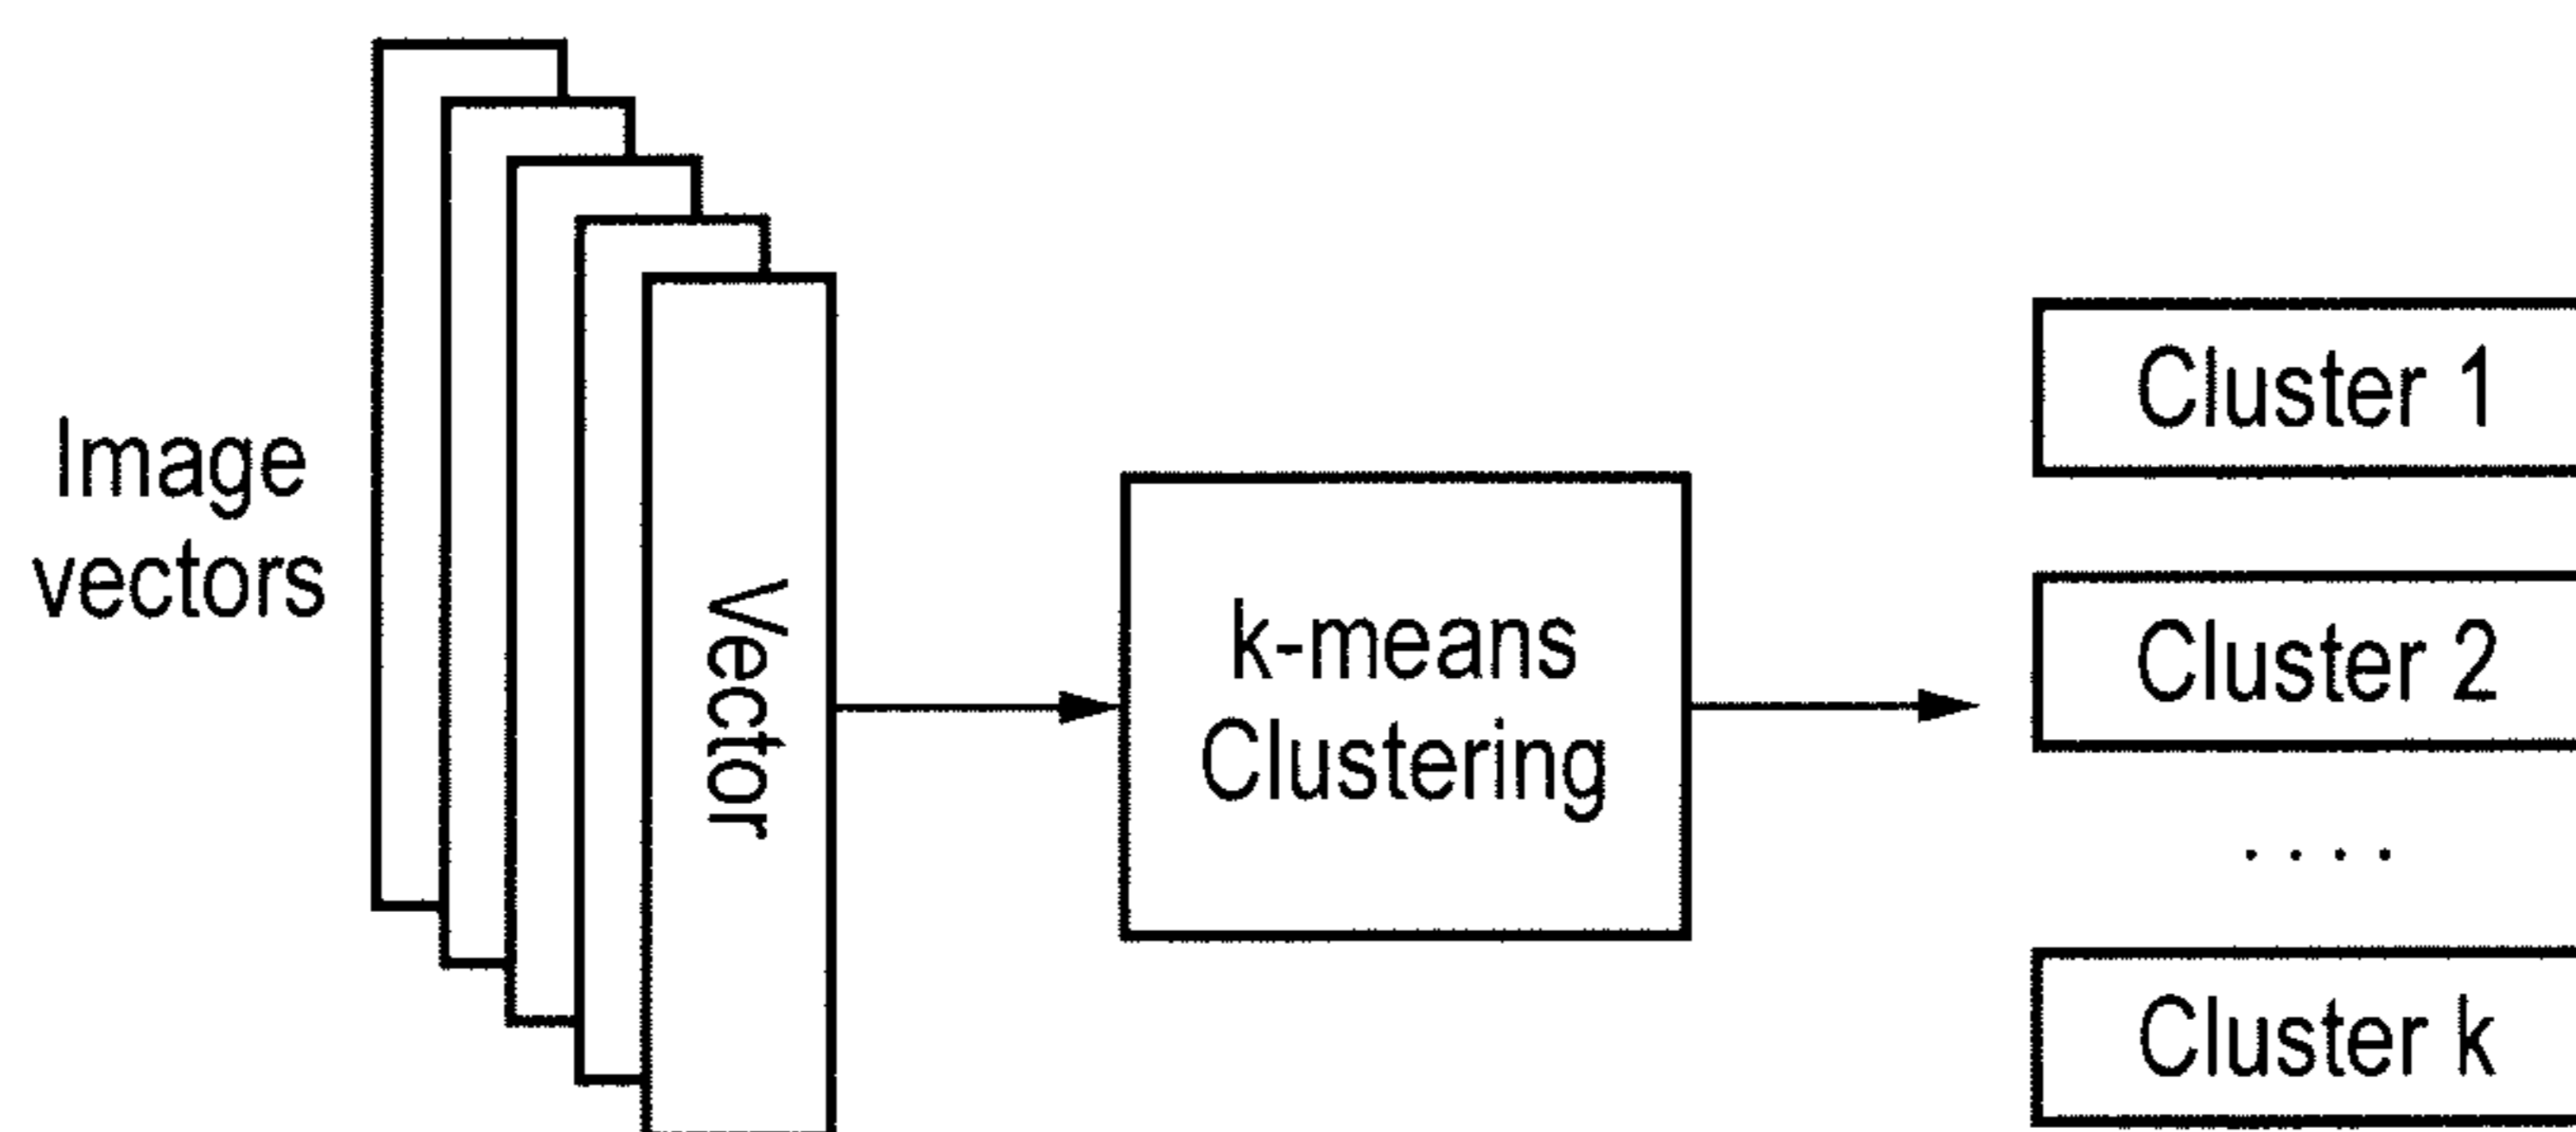 Image
vectors
Vector
k-means
Clustering
Cluster 1
Cluster 2
. . . .
Cluster k